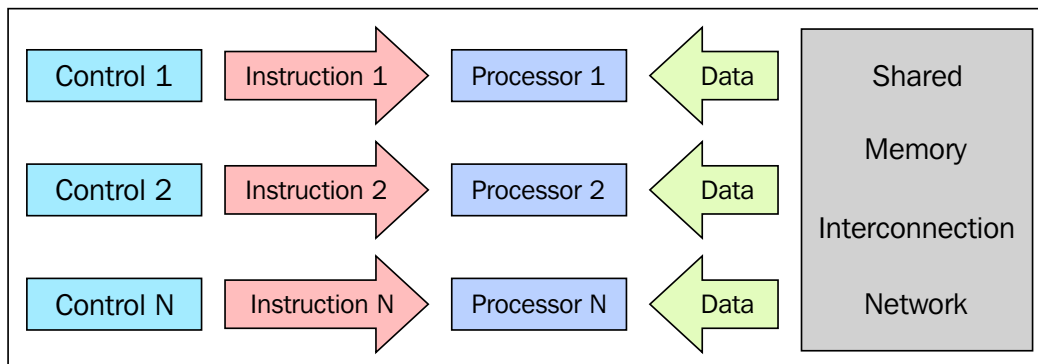 Control 1 Instruction 1 Processor 1 Data Shared
Memory
Control 2 Instruction 2 Processor 2 Data
Interconnection
Control N Instruction N Processor N Data Network